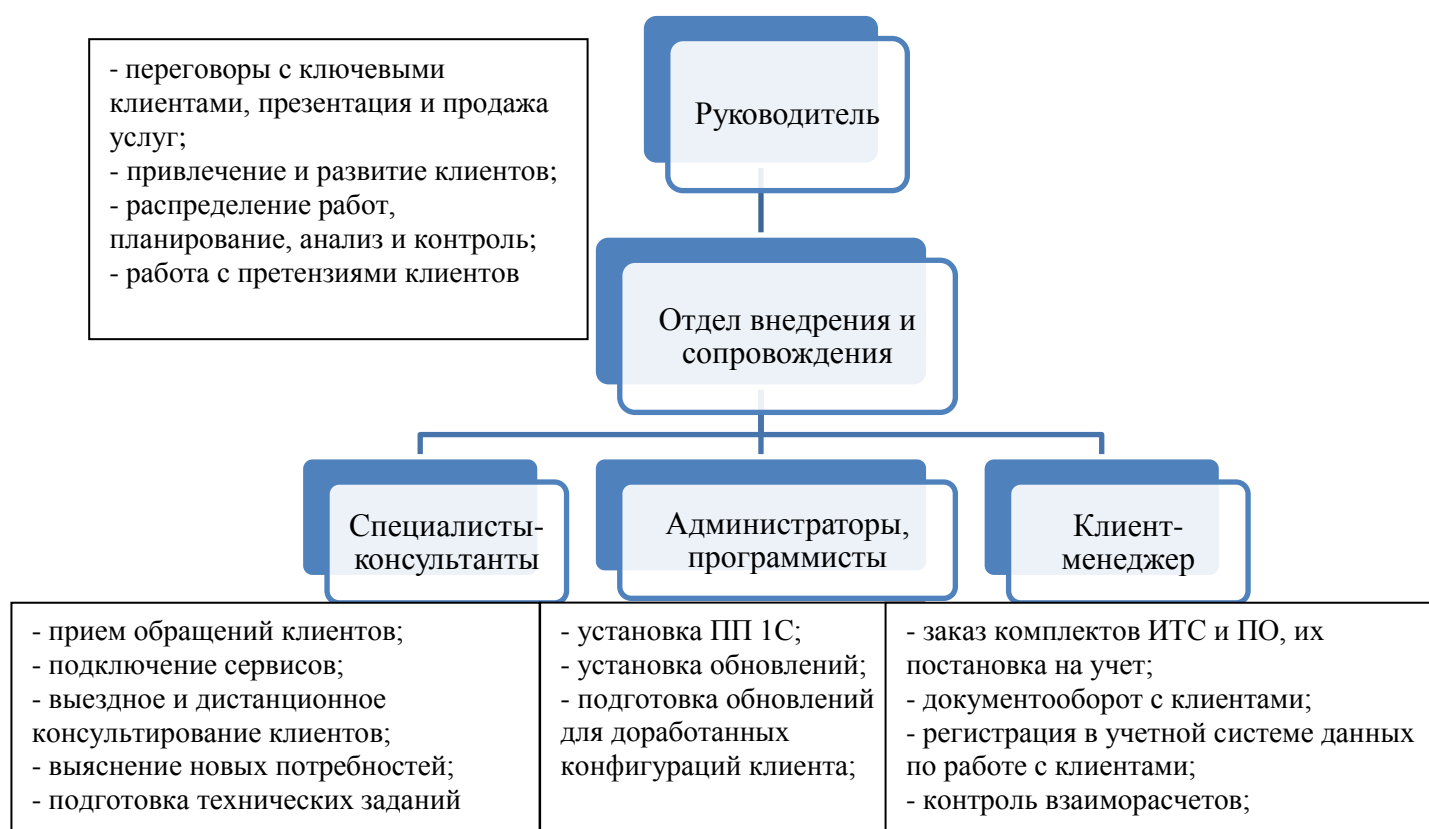 - переговоры с ключевыми
клиентами, презентация и продажа
услуг;
- привлечение и развитие клиентов;
- распределение работ,
планирование, анализ и контроль;
- работа с претензиями клиентов
Руководитель
Отдел внедрения и
сопровождения
Специалисты-
консультанты
Администраторы,
программисты
Клиент-
менеджер
- прием обращений клиентов;
- подключение сервисов;
- выездное и дистанционное
консультирование клиентов;
- выяснение новых потребностей;
- подготовка технических заданий
- установка ПП 1С;
- установка обновлений;
- подготовка обновлений
для доработанных
конфигураций клиента;
- заказ комплектов ИТС и ПО, их
постановка на учет;
- документооборот с клиентами;
- регистрация в учетной системе данных
по работе с клиентами;
- контроль взаиморасчетов;